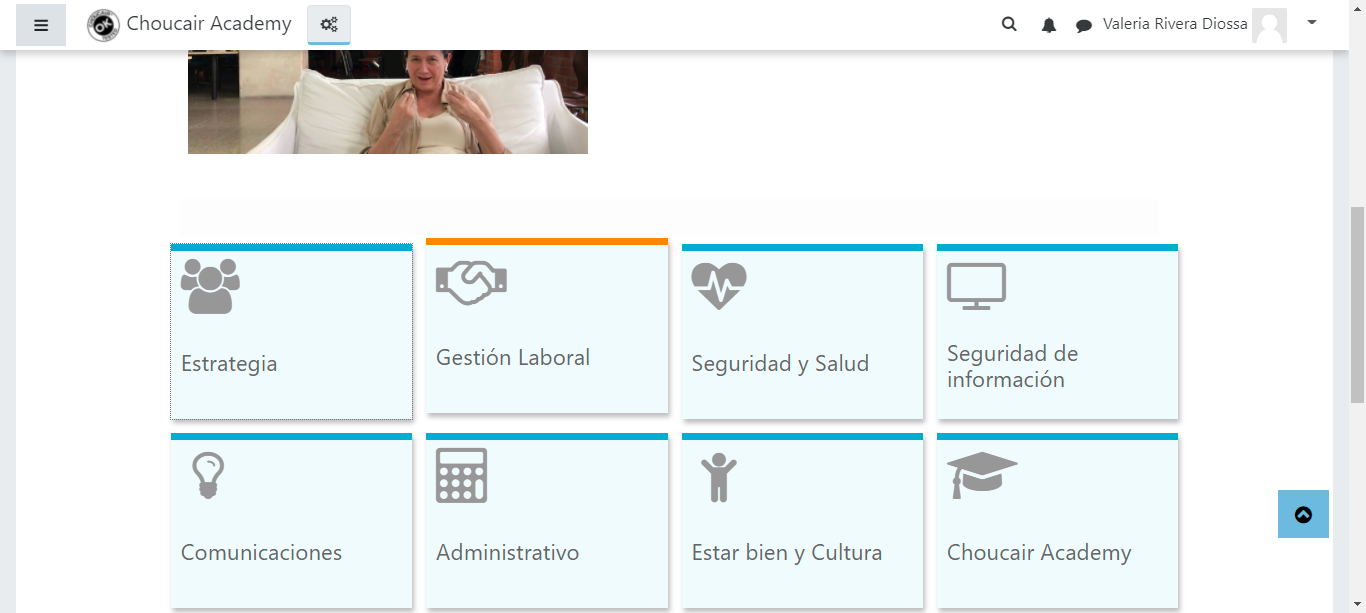 Choucair Academy
Valeria Rivera Diossa
Estrategia
Gestión Laboral
Seguridad y Salud
Seguridad de
información
Comunicaciones
Administrativo
Estar bien y Cultura
Choucair Academy